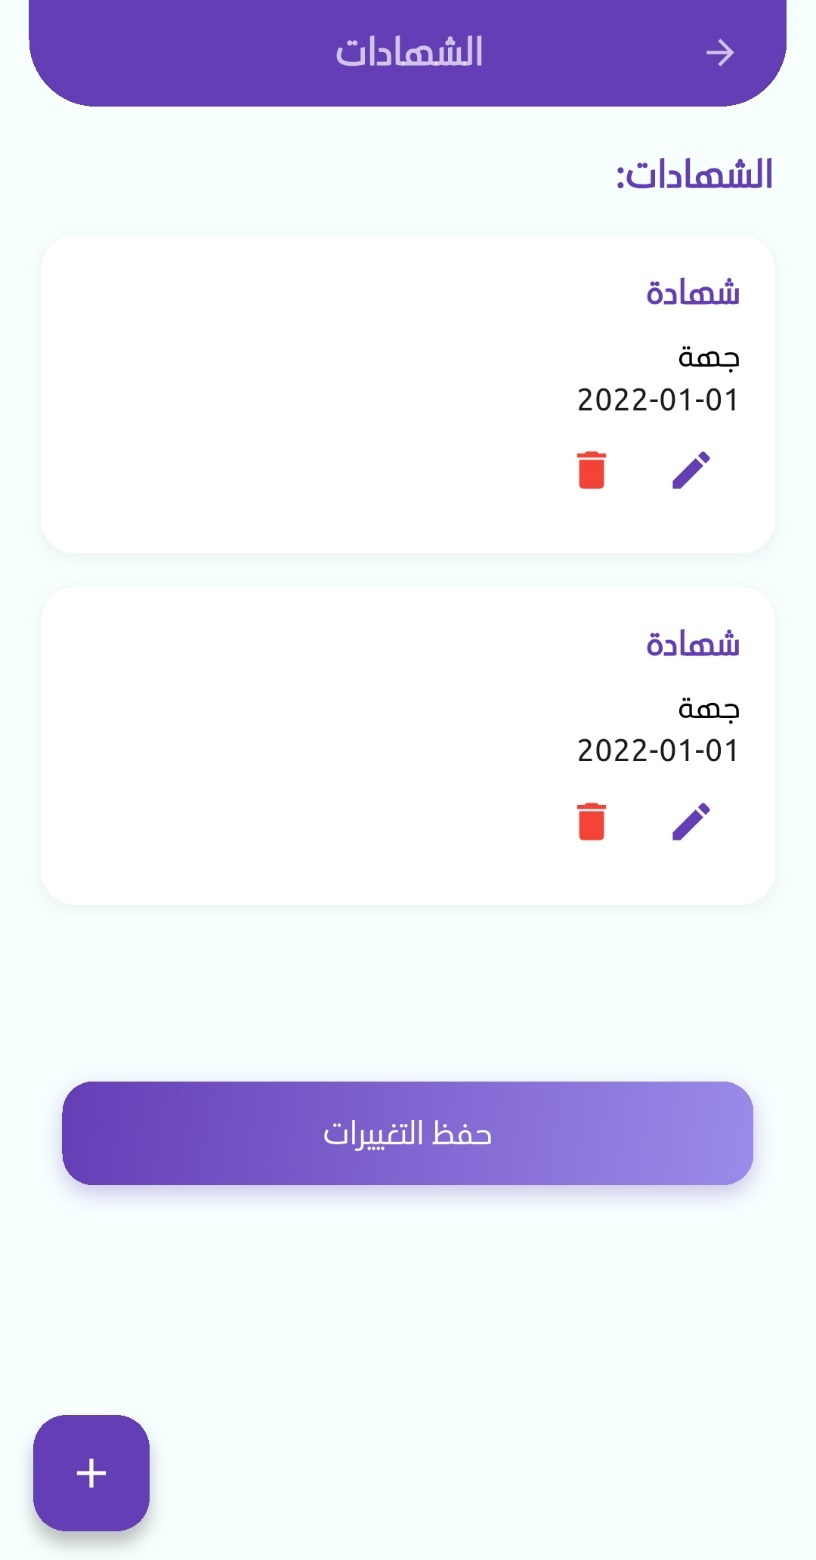 الشهادات
الشهادات:
شهادة
جهة
2022-01-01
شهادة
جهة
2022-01-01
حفظ التغييرات